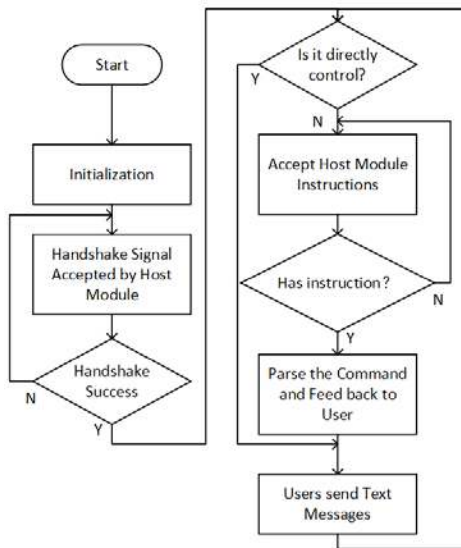 Start
Initialization
Handshake Signal
Accepted by Host
Module
Handshake
Success
N
Y
Is it directly
control?
Y
N
Accept Host Module
Instructions
Has instruction?
N
Y
Parse the Command
and Feed back to
User
Users send Text
Messages